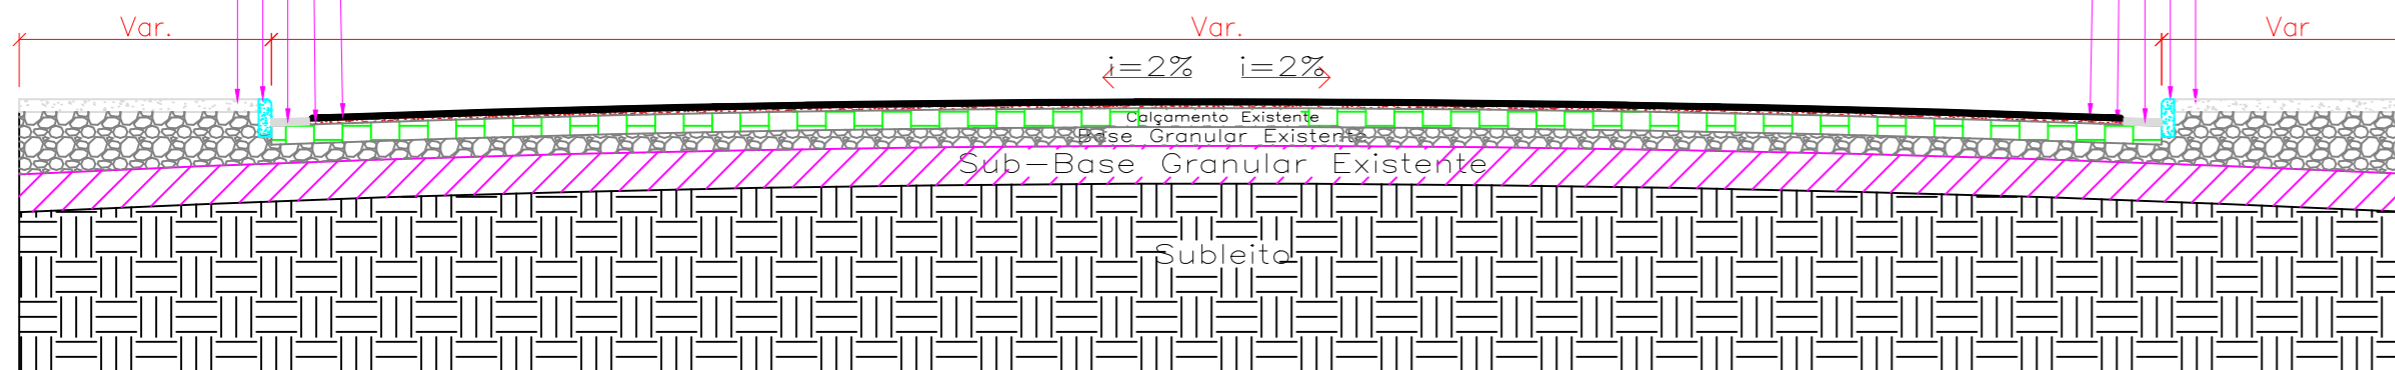 Var. Var. Var
i=2% i=2%
Calçamento Existente
Base Granular Existente
Sub-Base Granular Existente
Subleito